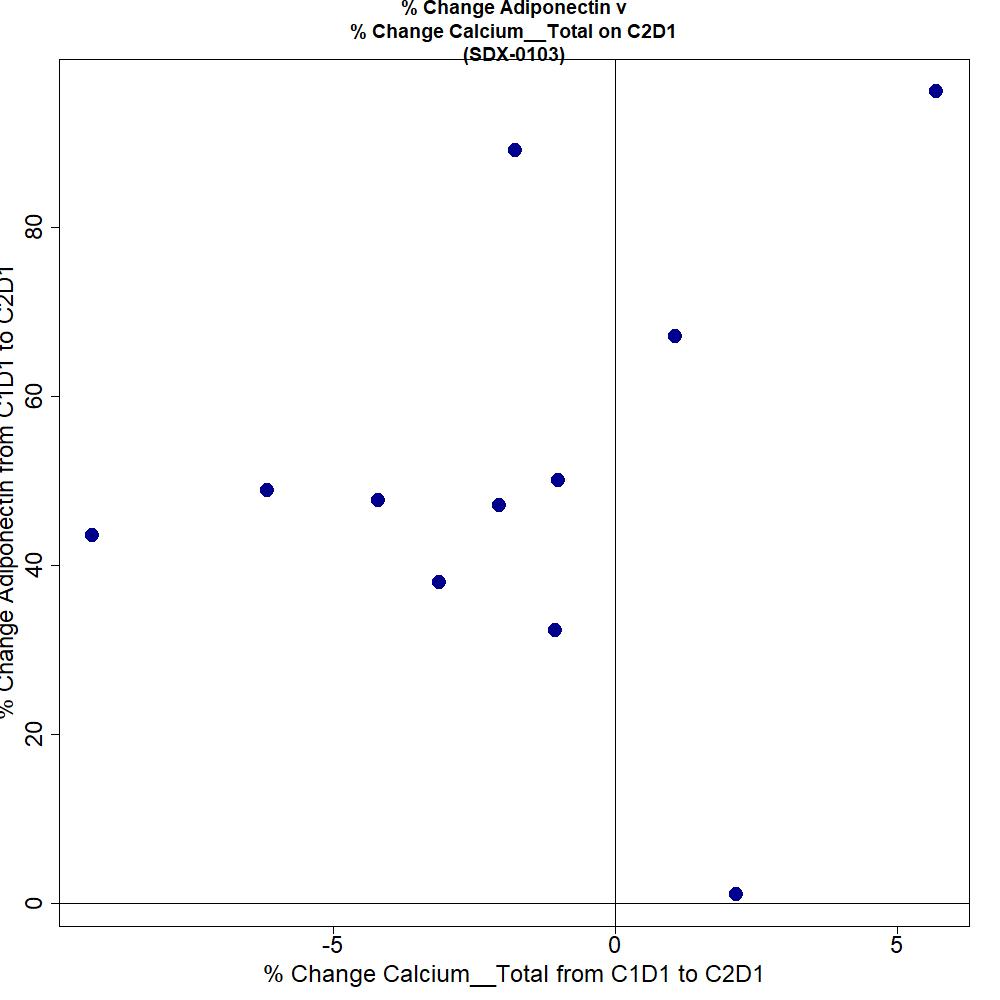 % Change Adiponectin v
% Change Calcium__Total on C2D1
(SDX-0103)
% Change Adiponectin from C1D1 to C2D1
80
60
40
20
0
-5
0
5
% Change Calcium__Total from C1D1 to C2D1